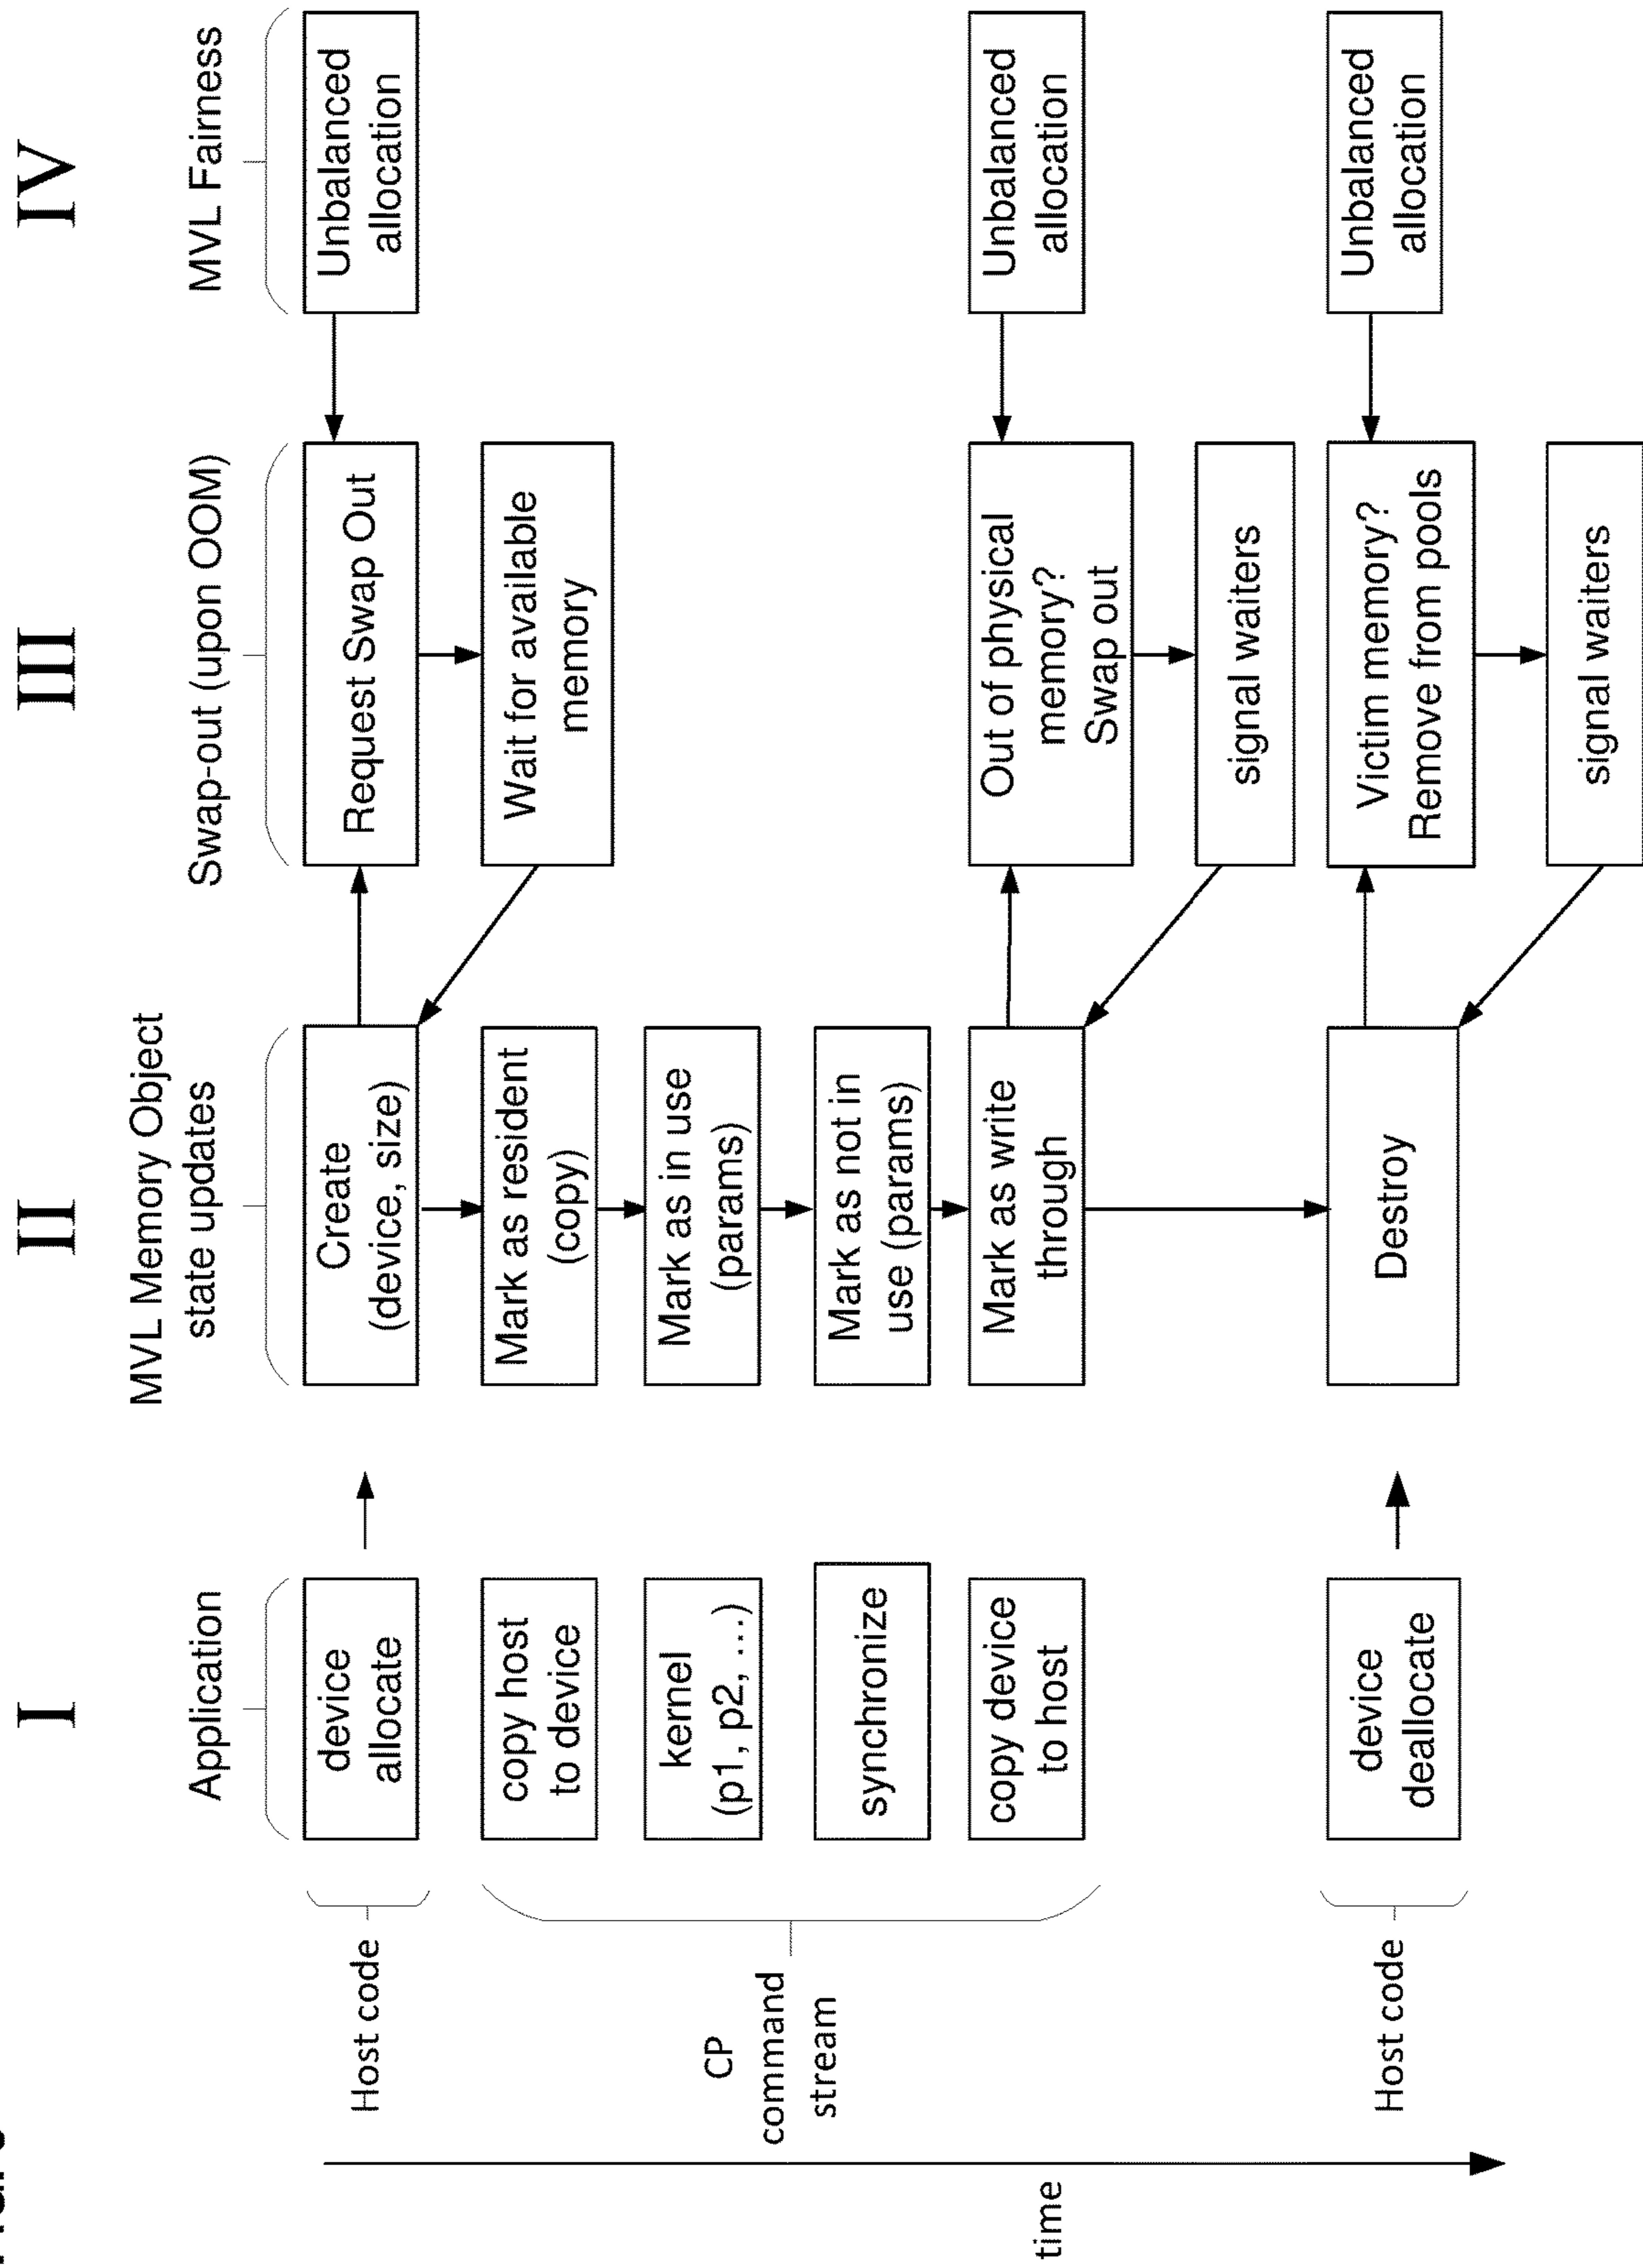 I
II
III
IV
Application
MVL Memory Object
state updates
Swap-out (upon OOM)
MVL Fairness
Host code
device
allocate
Create
(device, size)
Request Swap Out
Unbalanced
allocation
CP
command
stream
copy host
to device
Mark as resident
(copy)
Wait for available
memory
kernel
(p1, p2, ...)
Mark as in use
(params)
synchronize
Mark as not in
use (params)
copy device
to host
Mark as write
through
Out of physical
memory?
Swap out
Unbalanced
allocation
signal waiters
Host code
device
deallocate
Destroy
Victim memory?
Remove from pools
Unbalanced
allocation
signal waiters
time